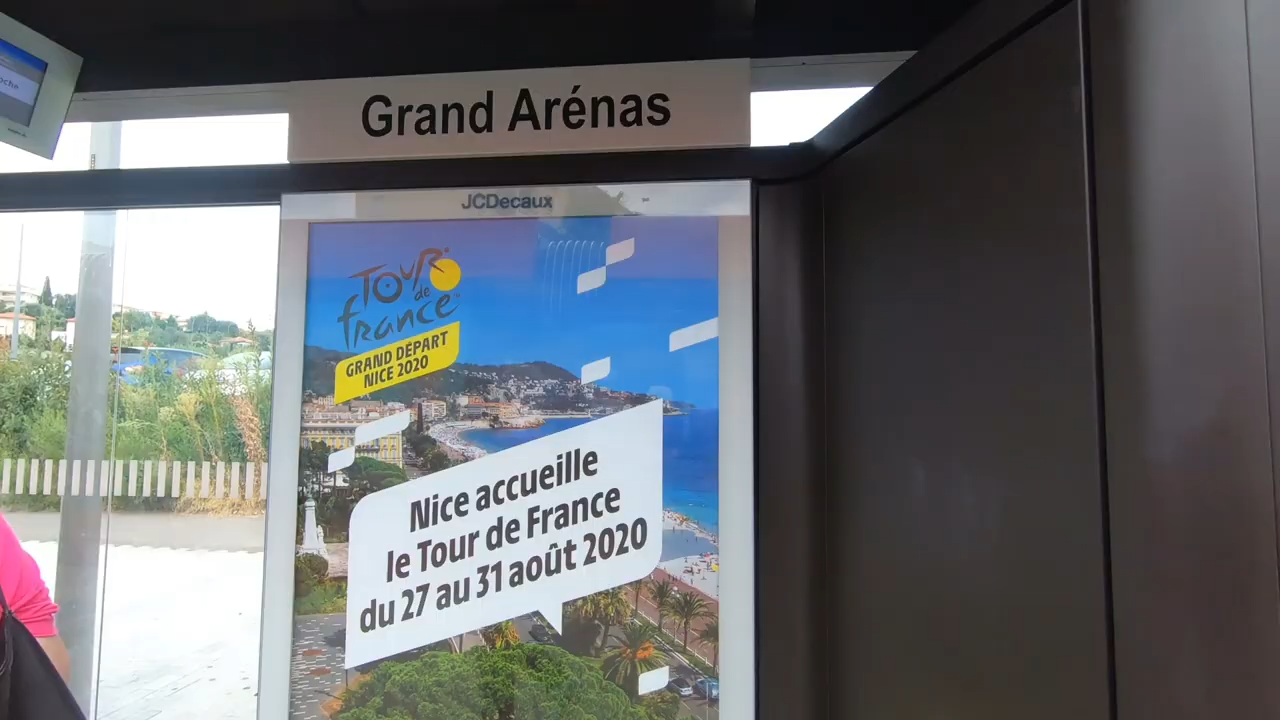 Grand Arénas
JCDecaux
TOUR
de
france
GRAND DÉPART
NICE 2020
Nice accueille
le Tour de France
du 27 au 31 août 2020